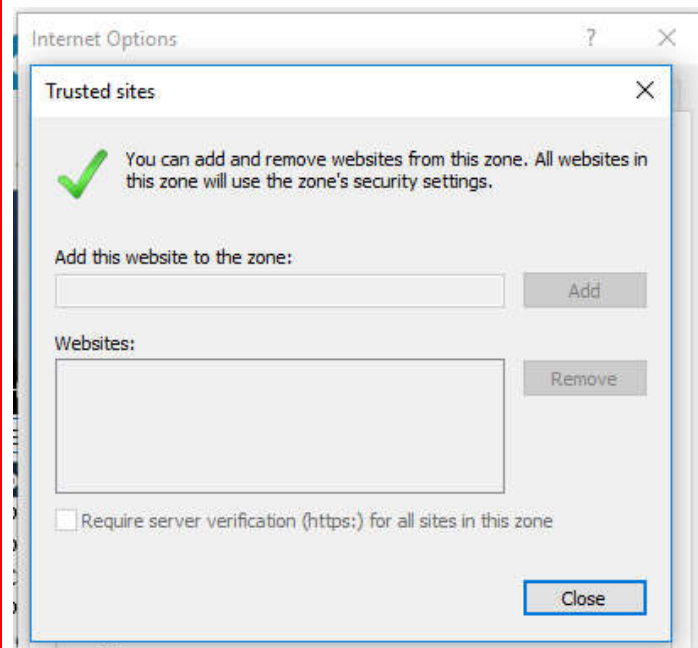 Internet Options
?
Trusted sites
You can add and remove websites from this zone. All websites in
this zone will use the zone's security settings.
Add this website to the zone:
Add
Websites:
Remove
Require server verification (https:) for all sites in this zone
Close